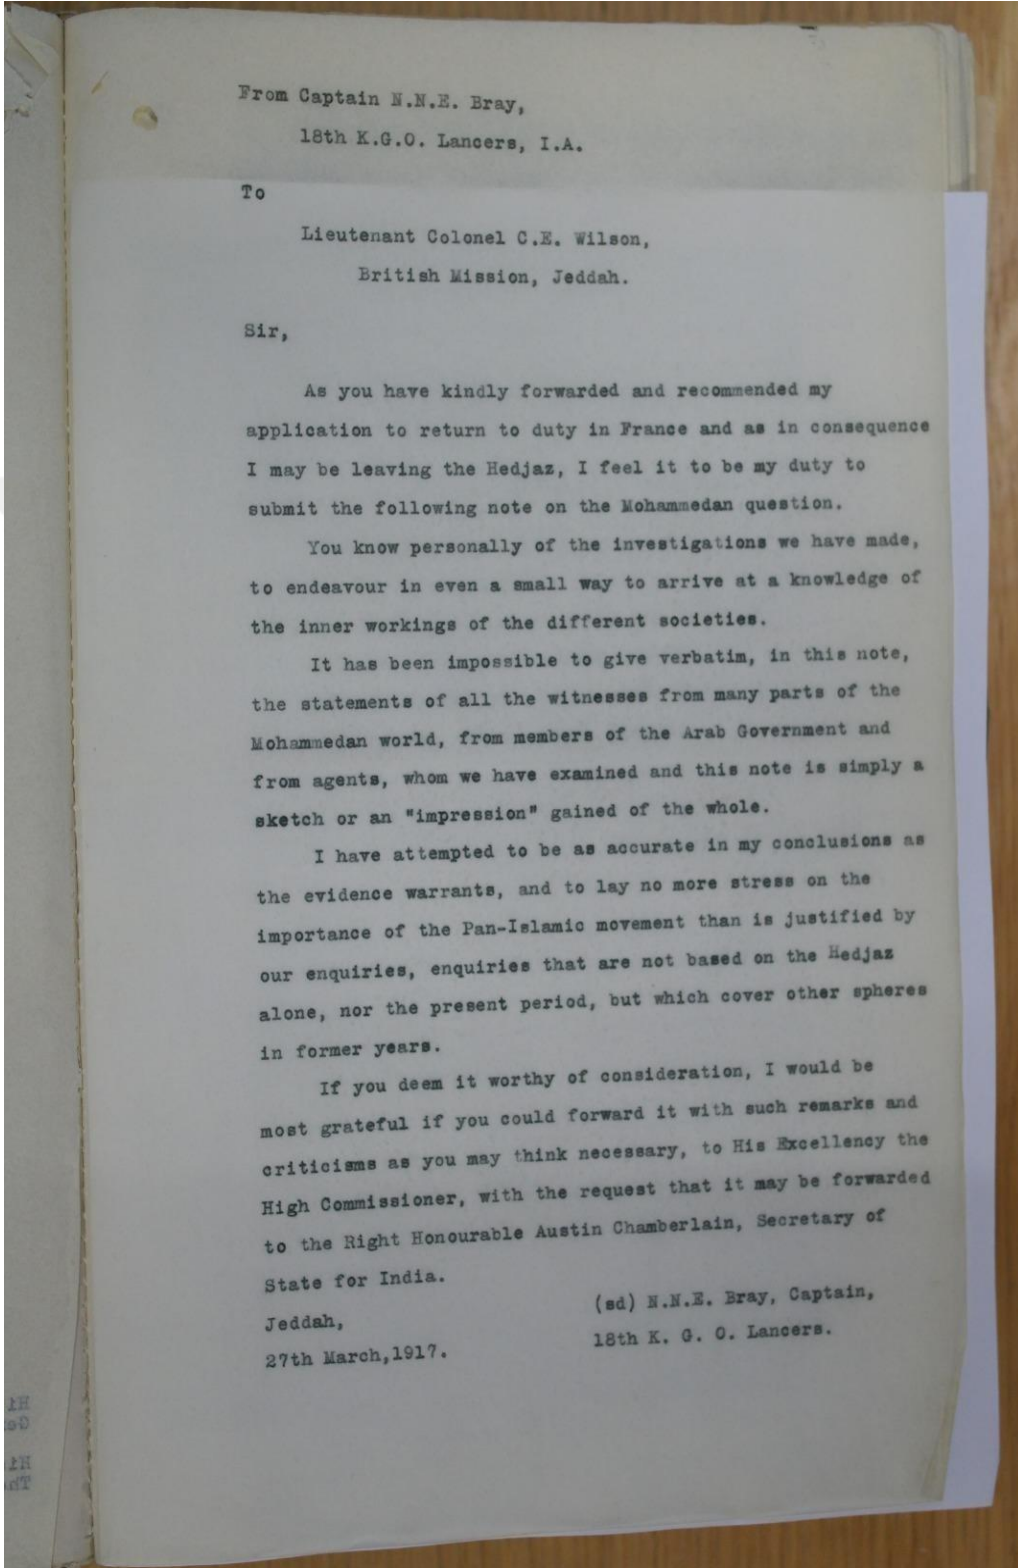 From Captain N.N.E. Bray,
18th K.G.O. Lancers, I.A.
To
Lieutenant Colonel C.E. Wilson,
British Mission, Jeddah.
Sir,
As you have kindly forwarded and recommended my
application to return to duty in France and as in consequence
I may be leaving the Hedjaz, I feel it to be my duty to
submit the following note on the Mohammedan question.
You know personally of the investigations we have made,
to endeavour in even a small way to arrive at a knowledge of
the inner workings of the different societies.
It has been impossible to give verbatim, in this note,
the statements of all the witnesses from many parts of the
Mohammedan world, from members of the Arab Government and
from agents, whom we have examined and this note is simply a
sketch or an "impression" gained of the whole.
I have attempted to be as accurate in my conclusions as
the evidence warrants, and to lay no more stress on the
importance of the Pan-Islamic movement than is justified by
our enquiries, enquiries that are not based on the Hedjaz
alone, nor the present period, but which cover other spheres
in former years.
If you deem it worthy of consideration, I would be
most grateful if you could forward it with such remarks and
criticisms as you may think necessary, to His Excellency the
High Commissioner, with the request that it may be forwarded
to the Right Honourable Austin Chamberlain, Secretary of
State for India.
Jeddah,
27th March,1917.
(sd) N.N.E. Bray, Captain,
18th K. G. O. Lancers.